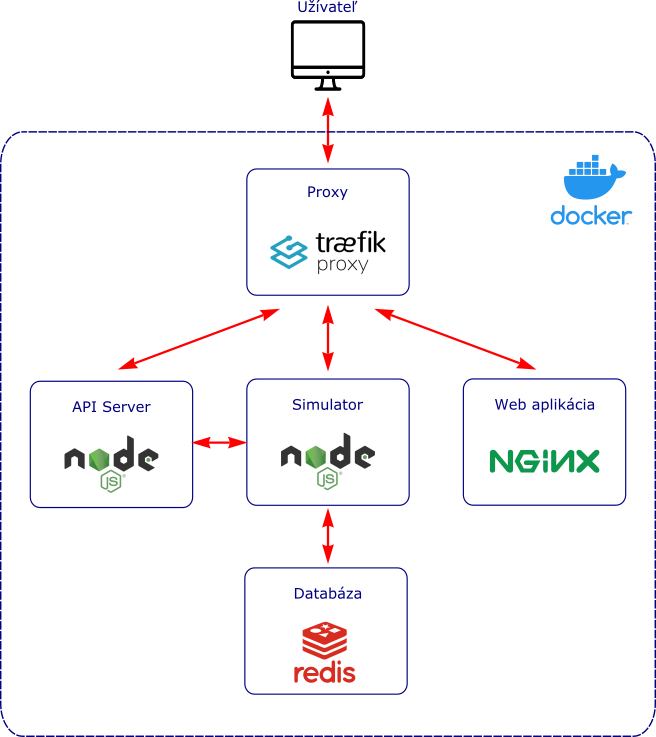 Užívateľ
docker
Proxy
træfik
proxy
API Server
node
JS
Simulator
node
JS
Web aplikácia
NGINX
Databáza
redis